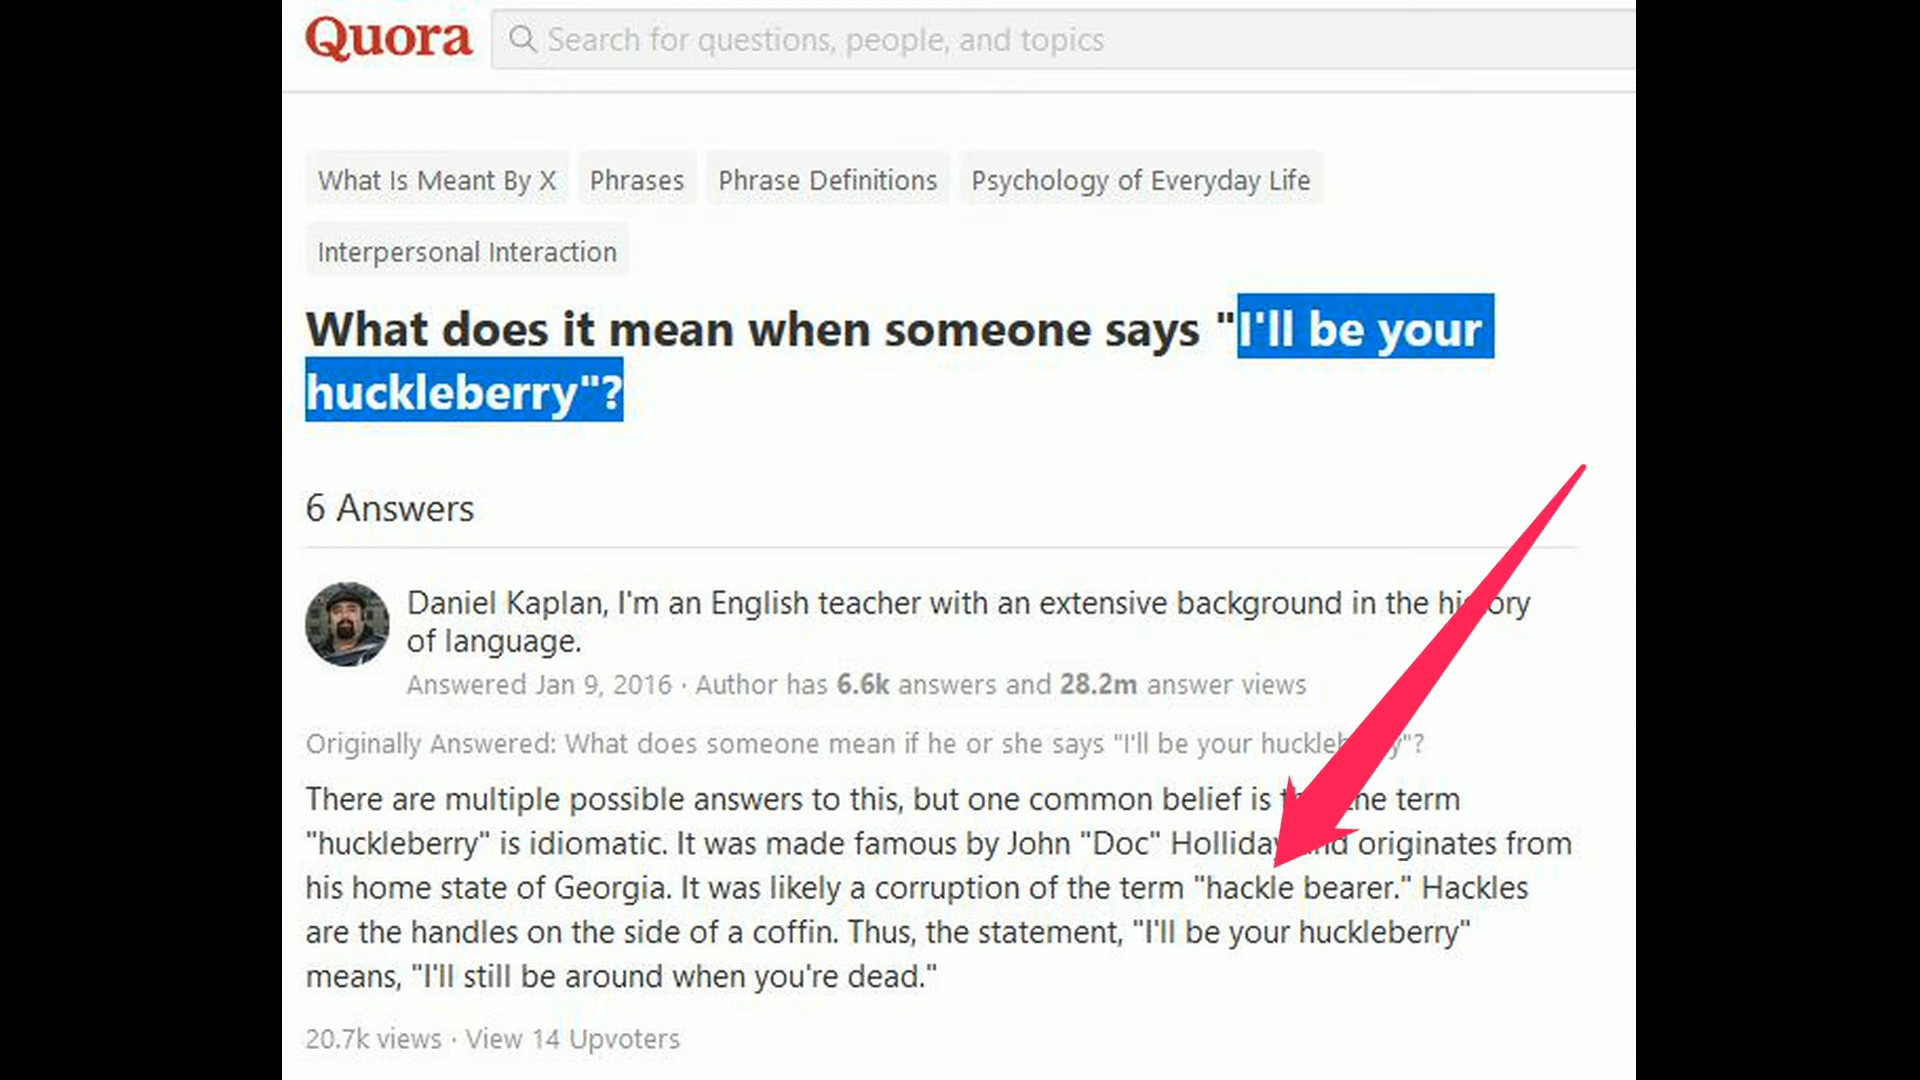 Quora
Search for questions, people, and topics
What Is Meant By X
Phrases
Phrase Definitions
Psychology of Everyday Life
Interpersonal Interaction
What does it mean when someone says "I'll be your
huckleberry"?
6 Answers
Daniel Kaplan, I'm an English teacher with an extensive background in the history
of language.
Answered Jan 9, 2016 · Author has 6.6k answers and 28.2m answer views
Originally Answered: What does someone mean if he or she says "I'll be your huckleberry"?
There are multiple possible answers to this, but one common belief is that the term
"huckleberry" is idiomatic. It was made famous by John "Doc" Holliday and originates from
his home state of Georgia. It was likely a corruption of the term "hackle bearer." Hackles
are the handles on the side of a coffin. Thus, the statement, "I'll be your huckleberry"
means, "I'll still be around when you're dead."
20.7k views · View 14 Upvoters